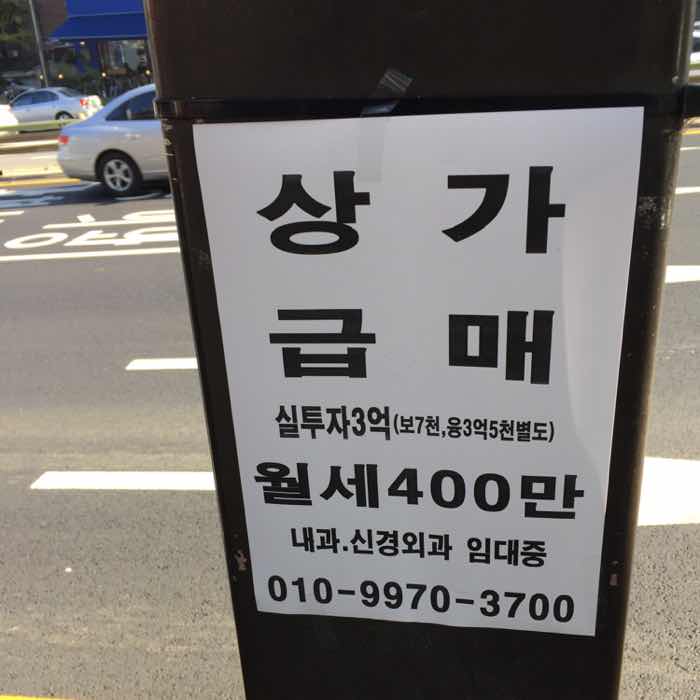 상가
급매
실투자3억(보7천,융3억5천별도)
월세400만
내과.신경외과 임대중
010-9970-3700